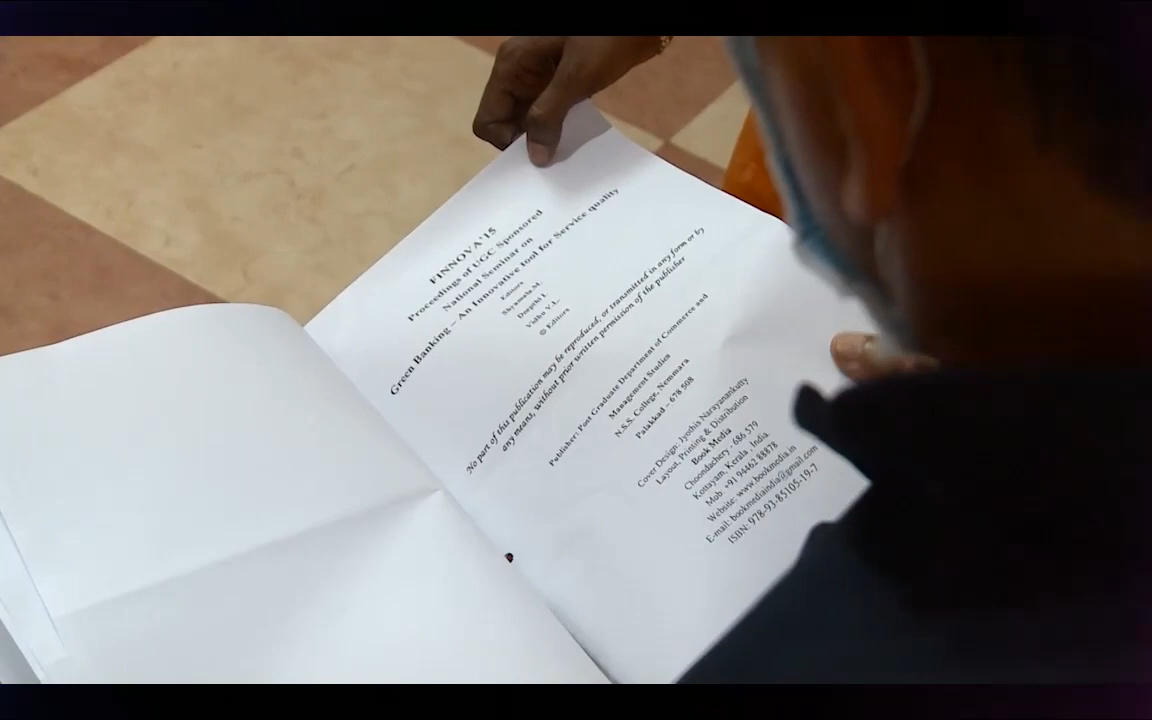 FINNOVA'15
Proceedings of UGC Sponsored
National Seminar on
Green Banking – An Innovative tool for Service quality
Editors
Shyamala.M.
Deepthi L.
Vidhu V.L.
© Editors
No part of this publication may be reproduced, or transmitted in any form or by
any means, without prior written permission of the publisher
Publisher: Post Graduate Department of Commerce and
Management Studies
N.S.S. College, Nemmara
Palakkad – 678 508
Cover Design: Jyothis Narayanankutty
Layout, Printing & Distribution
Book Media
Choondachery - 686 579
Kottayam, Kerala , India
Mob: +91 94462 88878
Website: www.bookmedia.in
E-mail: bookmediaindia@gmail.com
ISBN: 978-93-85105-19-7